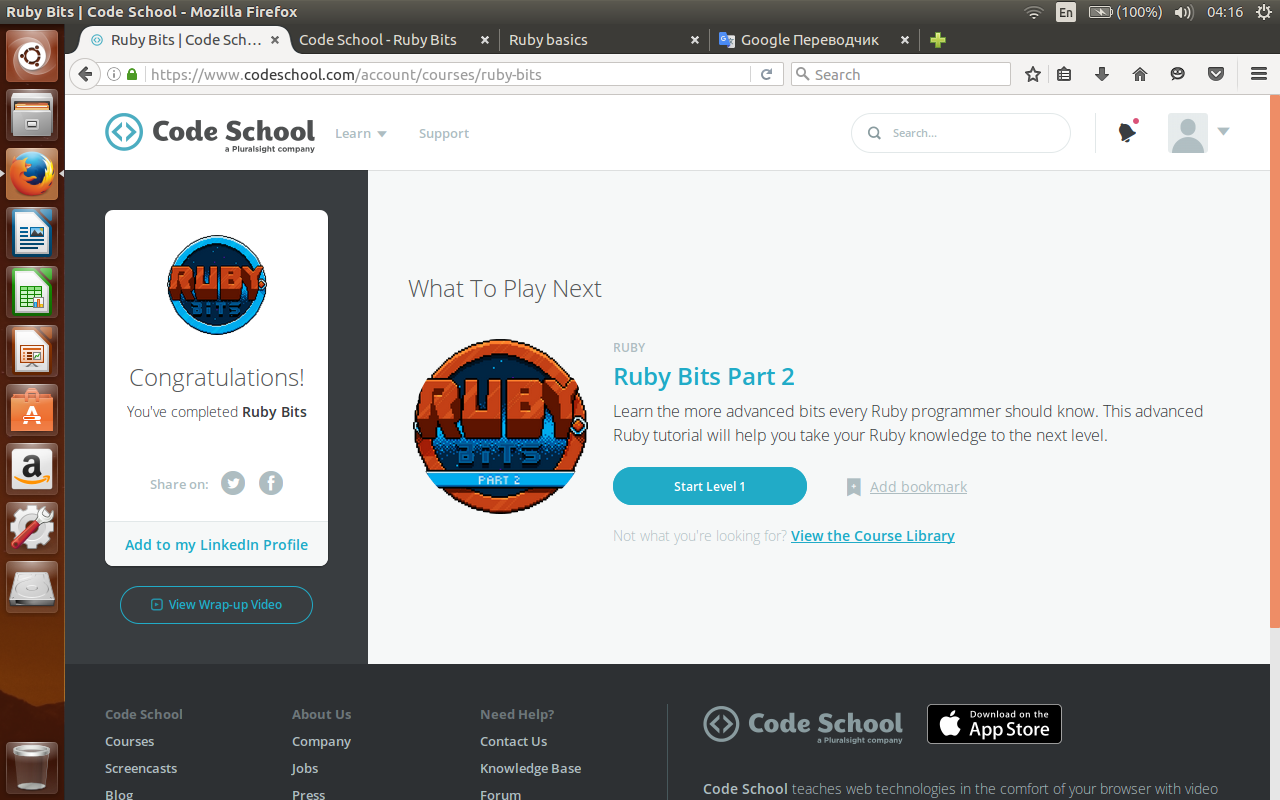 Ruby Bits | Code School - Mozilla Firefox
En
(100%)
04:16
Ruby Bits | Code Sch...
Code School - Ruby Bits
Ruby basics
Google Переводчик
https://www.codeschool.com/account/courses/ruby-bits
Search
Code School
a Pluralsight company
Learn
Support
Search...
RUBY
BITS
Congratulations!
You've completed Ruby Bits
Share on:
Add to my LinkedIn Profile
View Wrap-up Video
What To Play Next
RUBY
BITS
PART 2
RUBY
Ruby Bits Part 2
Learn the more advanced bits every Ruby programmer should know. This advanced
Ruby tutorial will help you take your Ruby knowledge to the next level.
Start Level 1
Add bookmark
Not what you're looking for? View the Course Library
Code School
Courses
Screencasts
Blog
About Us
Company
Jobs
Press
Need Help?
Contact Us
Knowledge Base
Forum
Code School
a Pluralsight company
Download on the
App Store
Code School teaches web technologies in the comfort of your browser with video